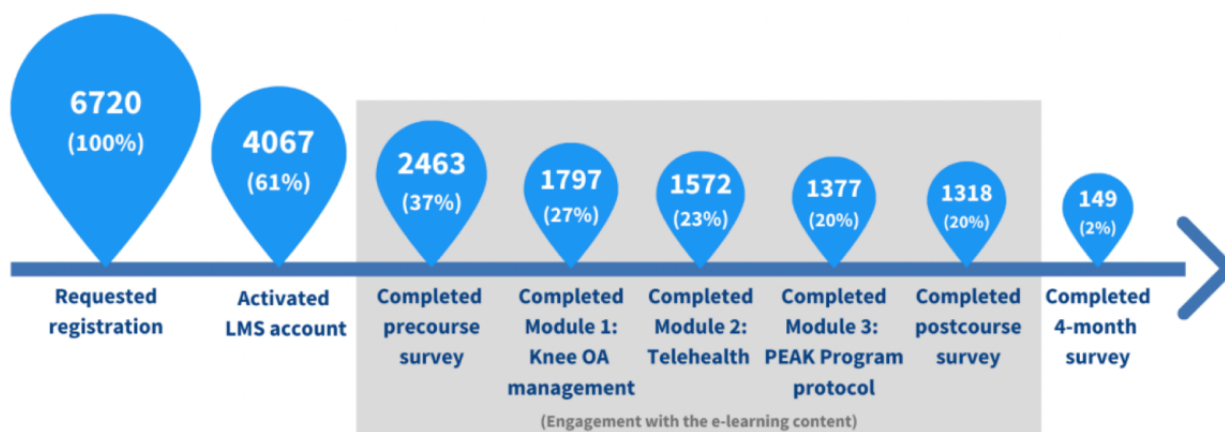 6720
(100%)
4067
(61%)
2463
(37%)
1797
(27%)
1572
(23%)
1377
(20%)
1318
(20%)
149
(2%)
Requested
registration
Activated
LMS account
Completed
precourse
survey
Completed
Module 1:
Knee OA
management
Completed
Module 2:
Telehealth
Completed
Module 3:
PEAK Program
protocol
Completed
postcourse
survey
Completed
4-month
survey
(Engagement with the e-learning content)